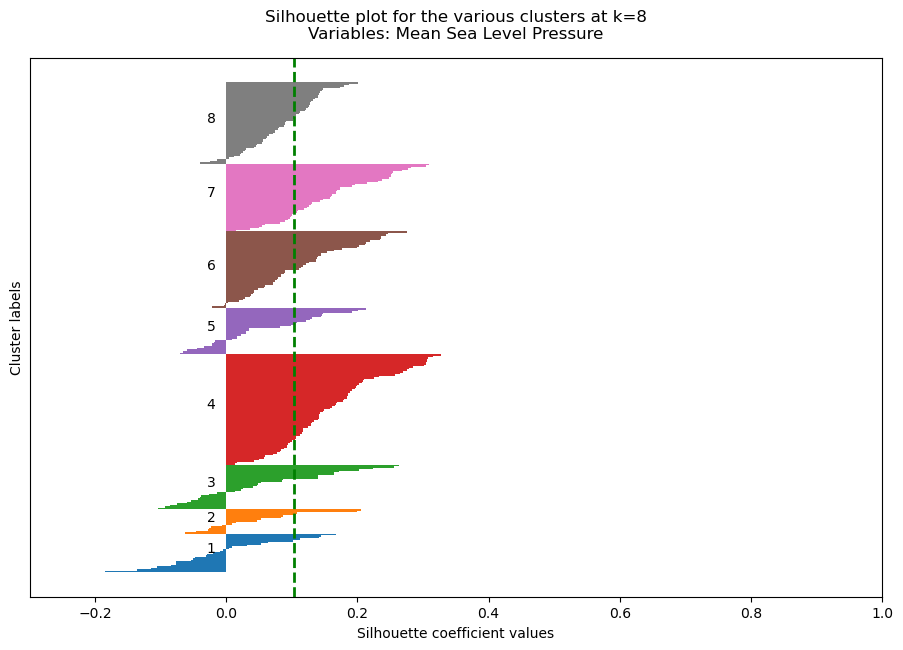 Silhouette plot for the various clusters at k=8
Variables: Mean Sea Level Pressure
Cluster labels
8
7
6
5
4
3
2
1
−0.2 0.0 0.2 0.4 0.6 0.8 1.0
Silhouette coefficient values